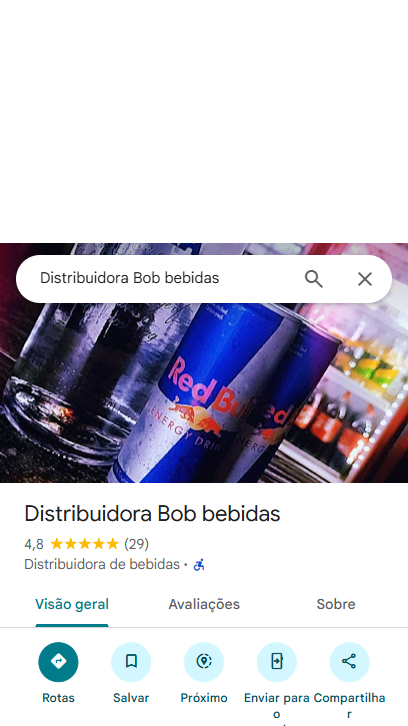 Distribuidora Bob bebidas
Red Bull
Red
ENERGY DRINK
Distribuidora Bob bebidas
4,8 (29)
Distribuidora de bebidas ·
Visão geral
Avaliações
Sobre
Rotas
Salvar
Próximo
Enviar para o
Compartilhar